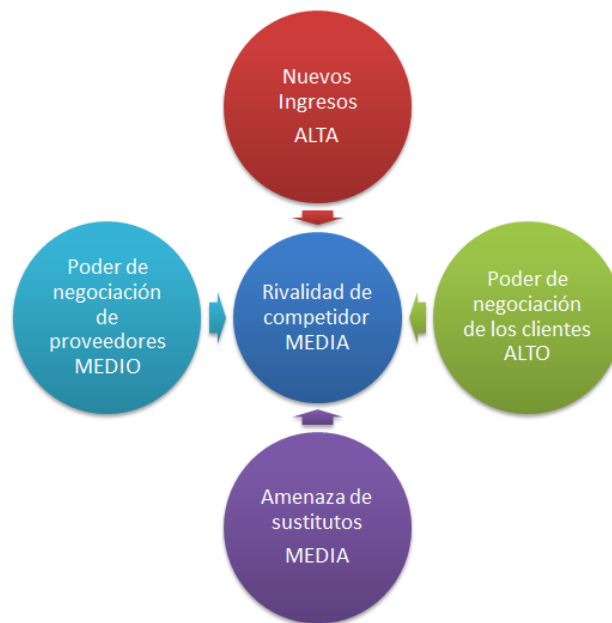 Nuevos
Ingresos
ALTA
Poder de
negociación
de
proveedores
MEDIO
Rivalidad de
competidor
MEDIA
Poder de
negociación
de los clientes
ALTO
Amenaza de
sustitutos
MEDIA